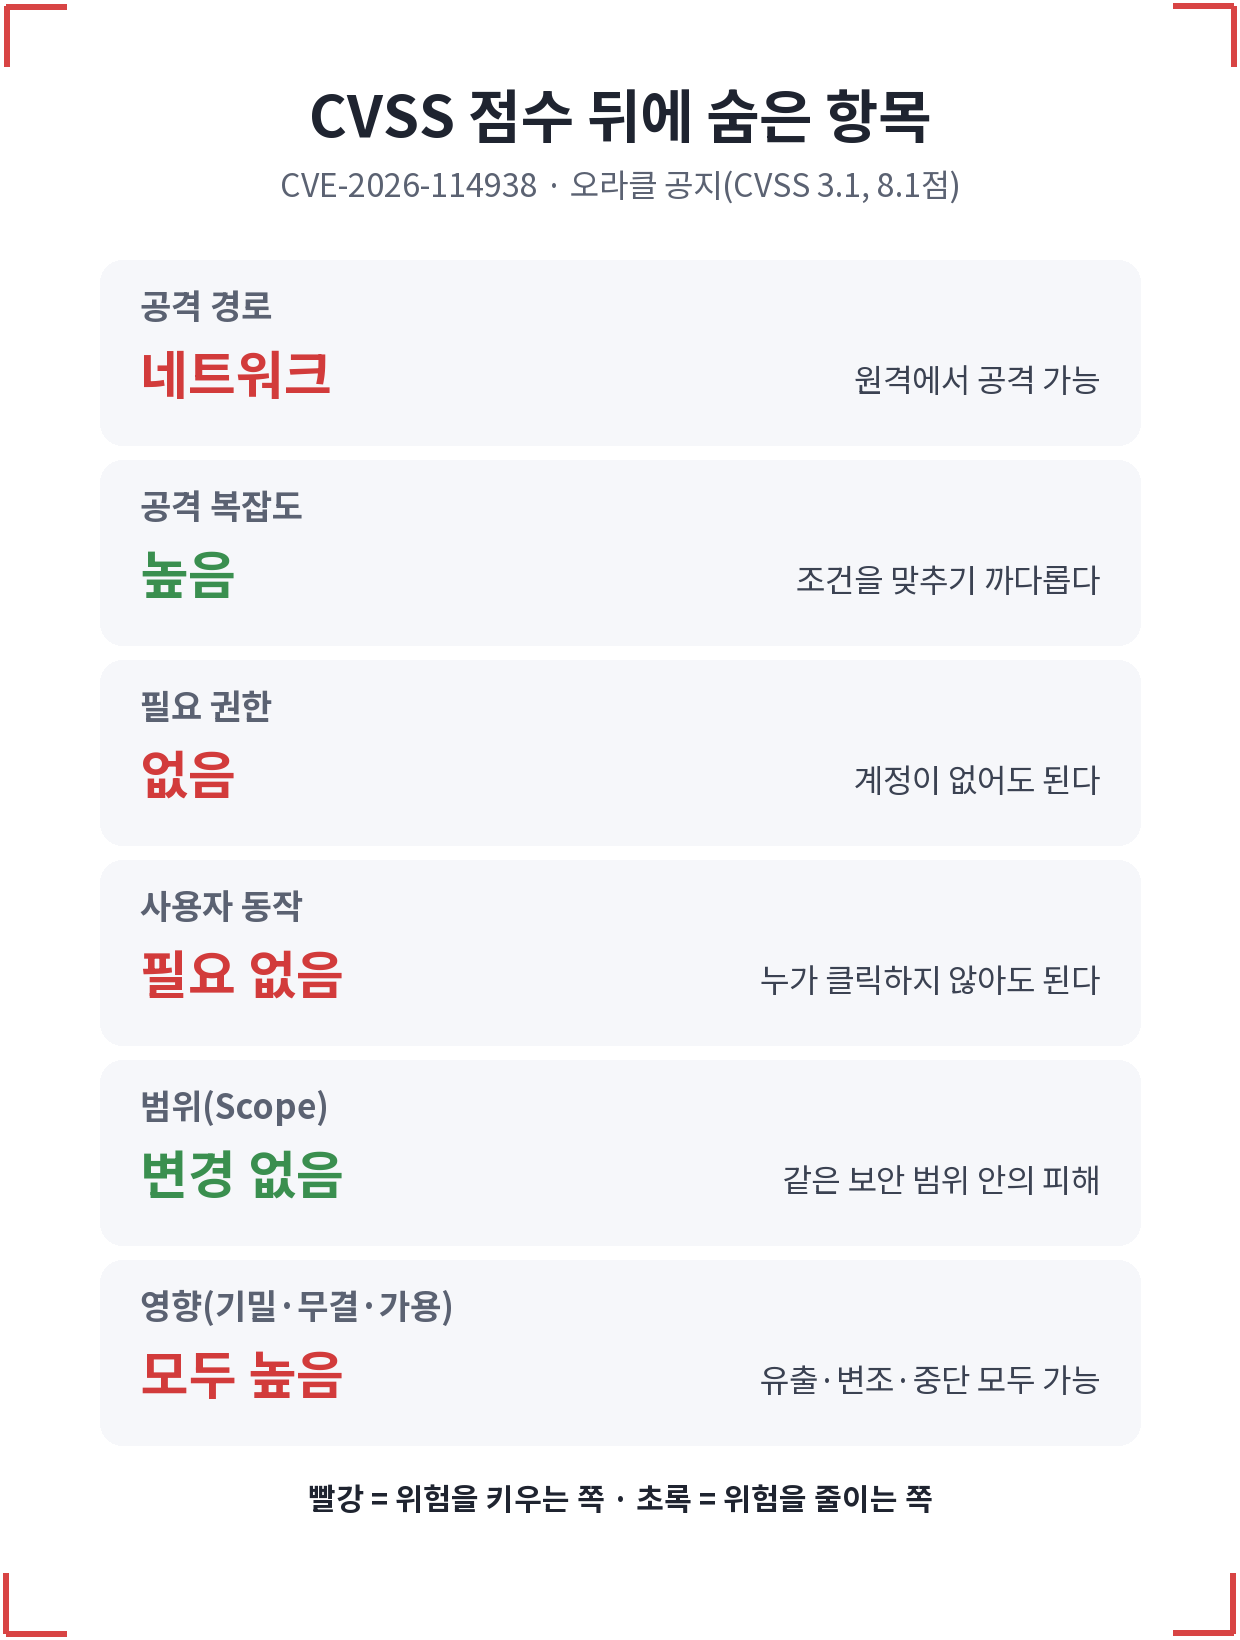 CVSS 점수 뒤에 숨은 항목
CVE-2026-114938 · 오라클 공지(CVSS 3.1, 8.1점)
공격 경로
네트워크
원격에서 공격 가능
공격 복잡도
높음
조건을 맞추기 까다롭다
필요 권한
없음
계정이 없어도 된다
사용자 동작
필요 없음
누가 클릭하지 않아도 된다
범위(Scope)
변경 없음
같은 보안 범위 안의 피해
영향(기밀·무결·가용)
모두 높음
유출·변조·중단 모두 가능
빨강 = 위험을 키우는 쪽 · 초록 = 위험을 줄이는 쪽